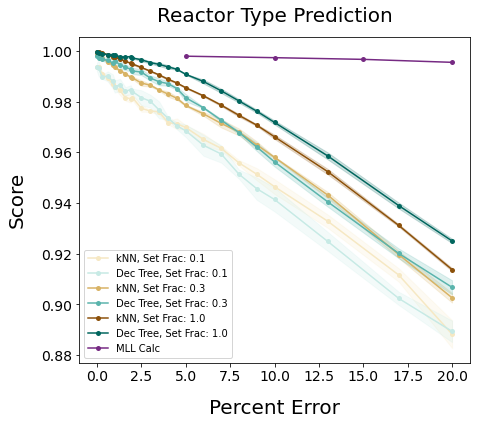 Reactor Type Prediction
Score
1.00
0.98
0.96
0.94
0.92
0.90
0.88
kNN, Set Frac: 0.1
Dec Tree, Set Frac: 0.1
kNN, Set Frac: 0.3
Dec Tree, Set Frac: 0.3
kNN, Set Frac: 1.0
Dec Tree, Set Frac: 1.0
MLL Calc
0.0 2.5 5.0 7.5 10.0 12.5 15.0 17.5 20.0
Percent Error